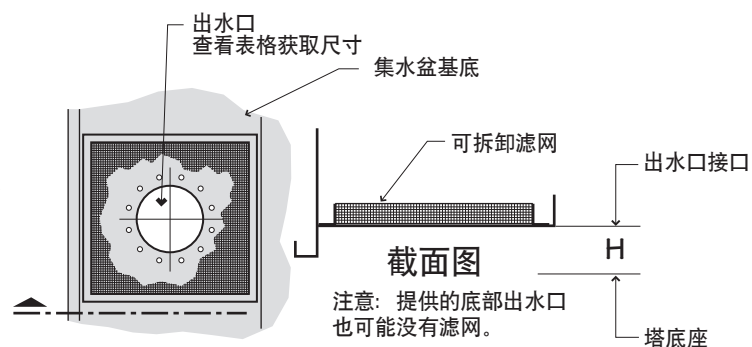 出水口
查看表格获取尺寸
集水盆基底
可拆卸滤网
出水口接口
H
截面图
注意: 提供的底部出水口
也可能没有滤网。
塔底座